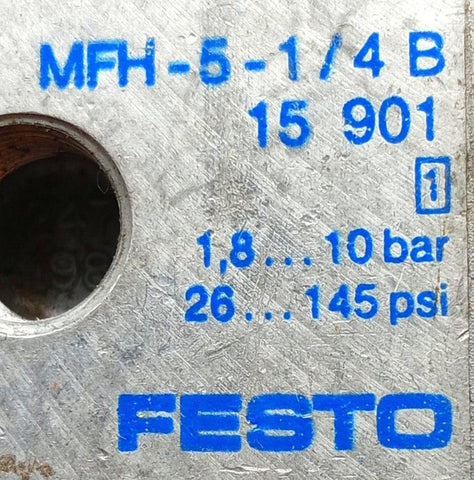 MFH-5-1/4 B
15 901
1
1,8...10 bar
26...145 psi
FESTO